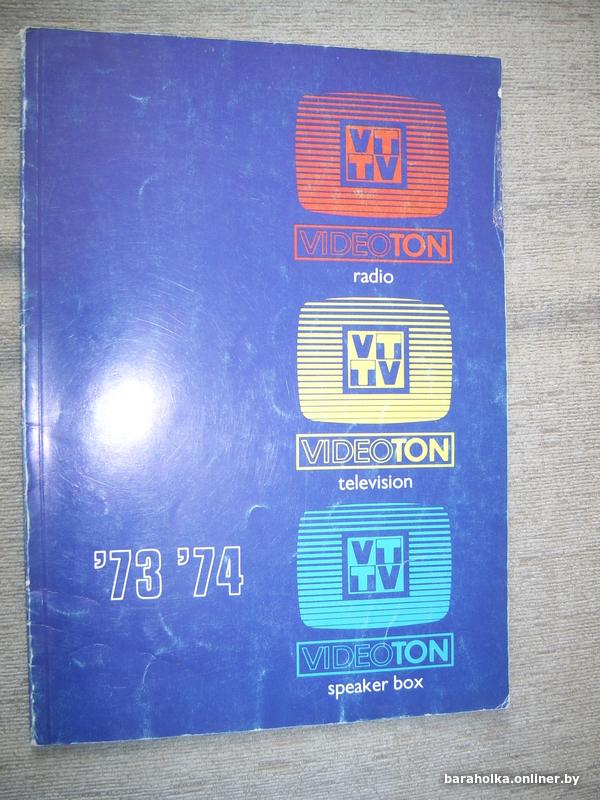 VT
TV
VIDEOTON
radio
VT
TV
VIDEOTON
television
'73 '74
VT
TV
VIDEOTON
speaker box
baraholka.onliner.by